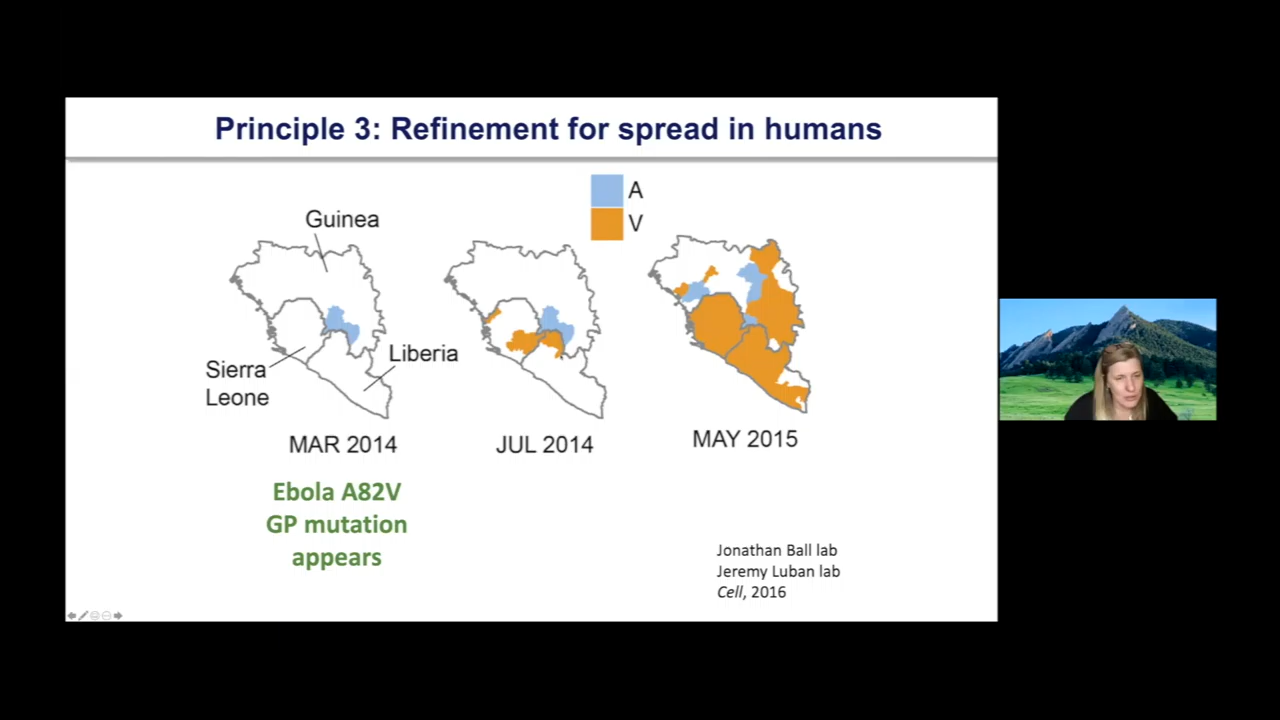 Principle 3: Refinement for spread in humans
A
V
Guinea
Sierra
Leone
Liberia
MAR 2014
JUL 2014
MAY 2015
Ebola A82V
GP mutation
appears
Jonathan Ball lab
Jeremy Luban lab
Cell, 2016